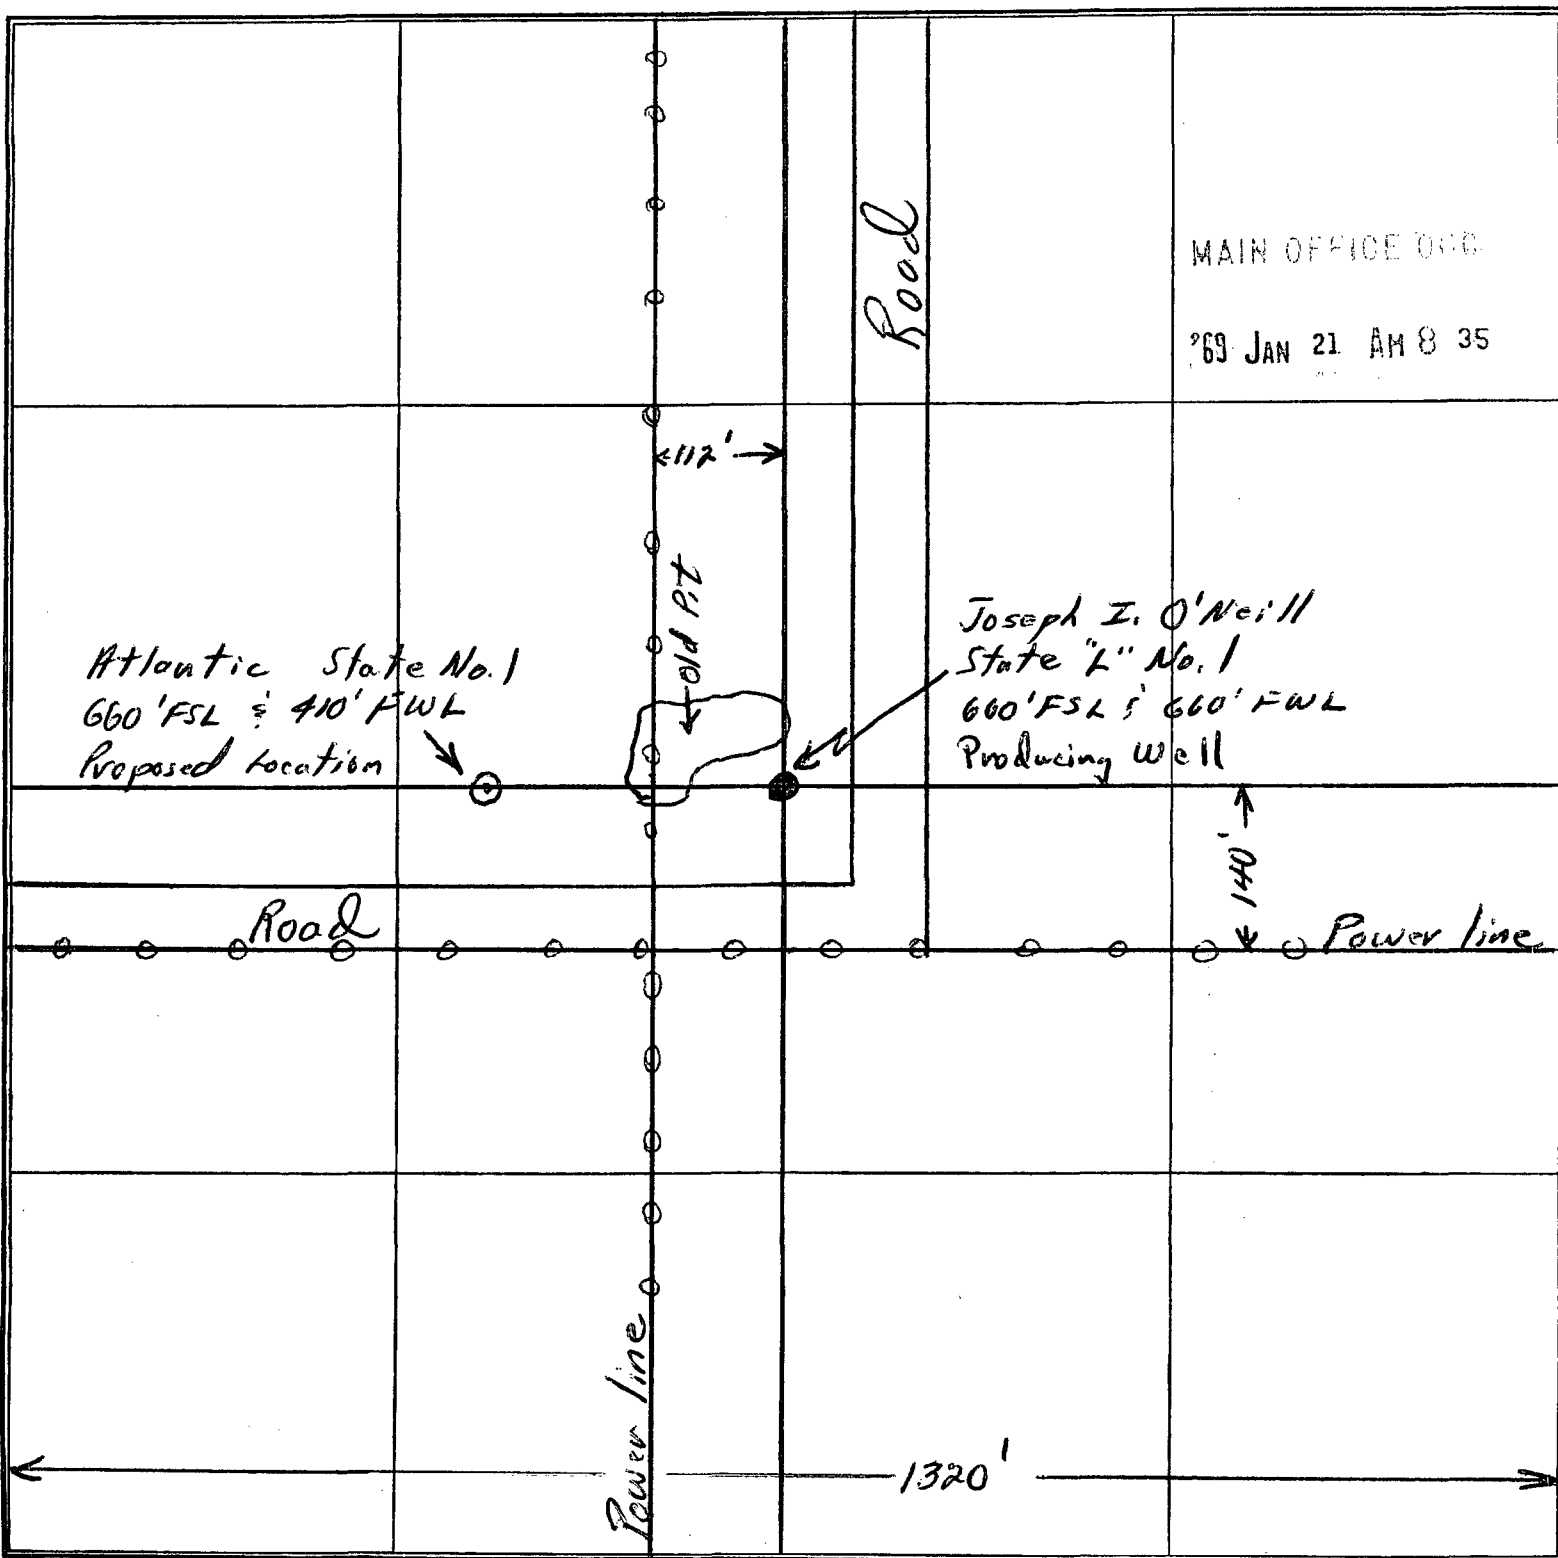 MAIN OFFICE
'69 JAN 21 AM 8 35
Road
112'
Old Pit
Atlantic State No. 1
660' FSL & 410' FWL
Proposed Location
Joseph I. O'Neill
State "L" No. 1
660' FSL & 660' FWL
Producing Well
140'
Road
Power line
Power line
1320'